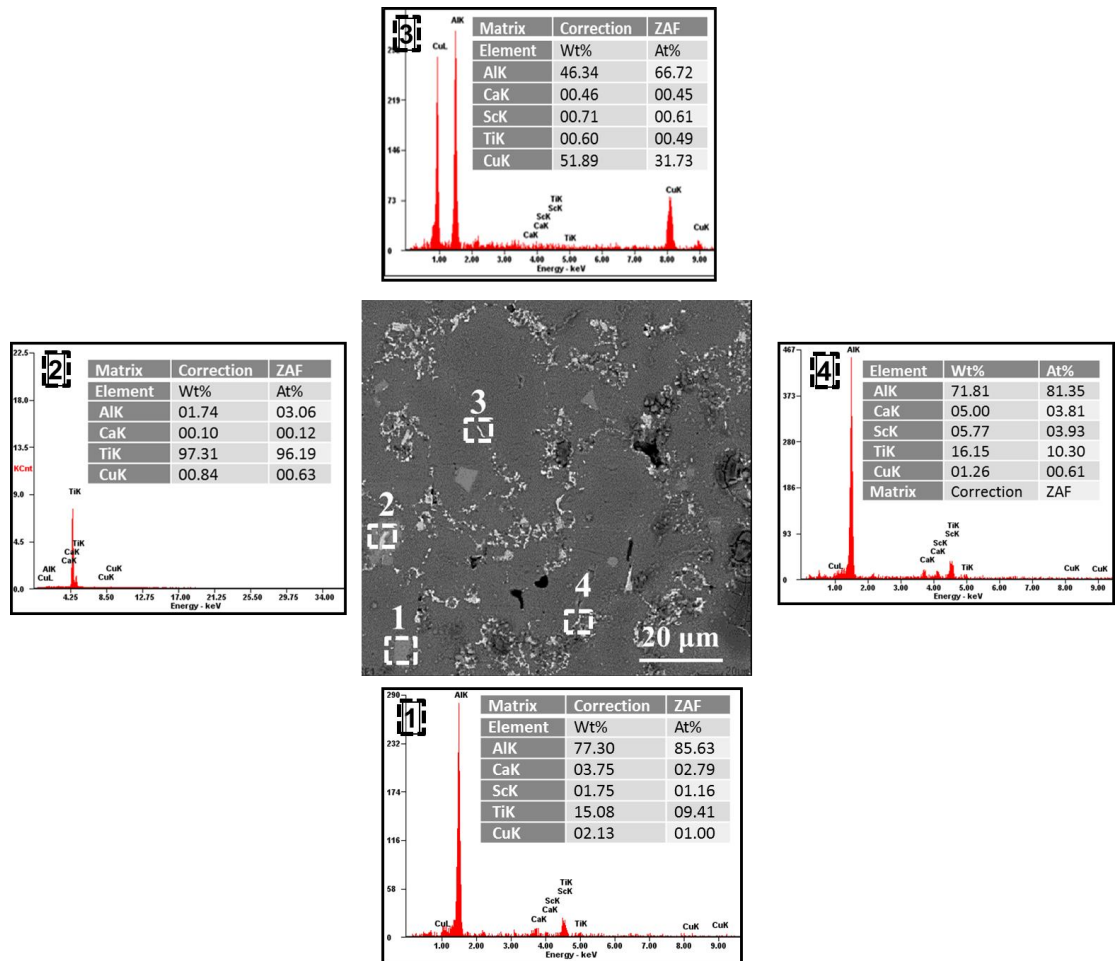 3
Matrix Correction ZAF
Element Wt% At%
AlK 46.34 66.72
CaK 00.46 00.45
ScK 00.71 00.61
TiK 00.60 00.49
CuK 51.89 31.73
CuL
AlK
219
146
73
0
TiK
ScK
ScK
CaK
CaK
TiK
CuK
CuK
1.00 2.00 3.00 4.00 5.00 6.00 7.00 8.00 9.00
Energy - keV
2
Matrix Correction ZAF
Element Wt% At%
AlK 01.74 03.06
CaK 00.10 00.12
TiK 97.31 96.19
CuK 00.84 00.63
22.5
18.0
13.5
KCnt
9.0
4.5
0.0
TiK
TiK
CaK
CaK
AlK
CuL
CuK
CuK
4.25 8.50 12.75 17.00 21.25 25.50 29.75 34.00
Energy - keV
3
2
4
1
20 µm
4
Element Wt% At%
AlK 71.81 81.35
CaK 05.00 03.81
ScK 05.77 03.93
TiK 16.15 10.30
CuK 01.26 00.61
Matrix Correction ZAF
467
373
280
186
93
0
AlK
CuL
TiK
ScK
ScK
CaK
CaK
TiK
CuK
CuK
1.00 2.00 3.00 4.00 5.00 6.00 7.00 8.00 9.00
Energy - keV
1
Matrix Correction ZAF
Element Wt% At%
AlK 77.30 85.63
CaK 03.75 02.79
ScK 01.75 01.16
TiK 15.08 09.41
CuK 02.13 01.00
290
232
174
116
58
0
AlK
CuL
TiK
ScK
ScK
CaK
CaK
TiK
CuK
CuK
1.00 2.00 3.00 4.00 5.00 6.00 7.00 8.00 9.00
Energy - keV